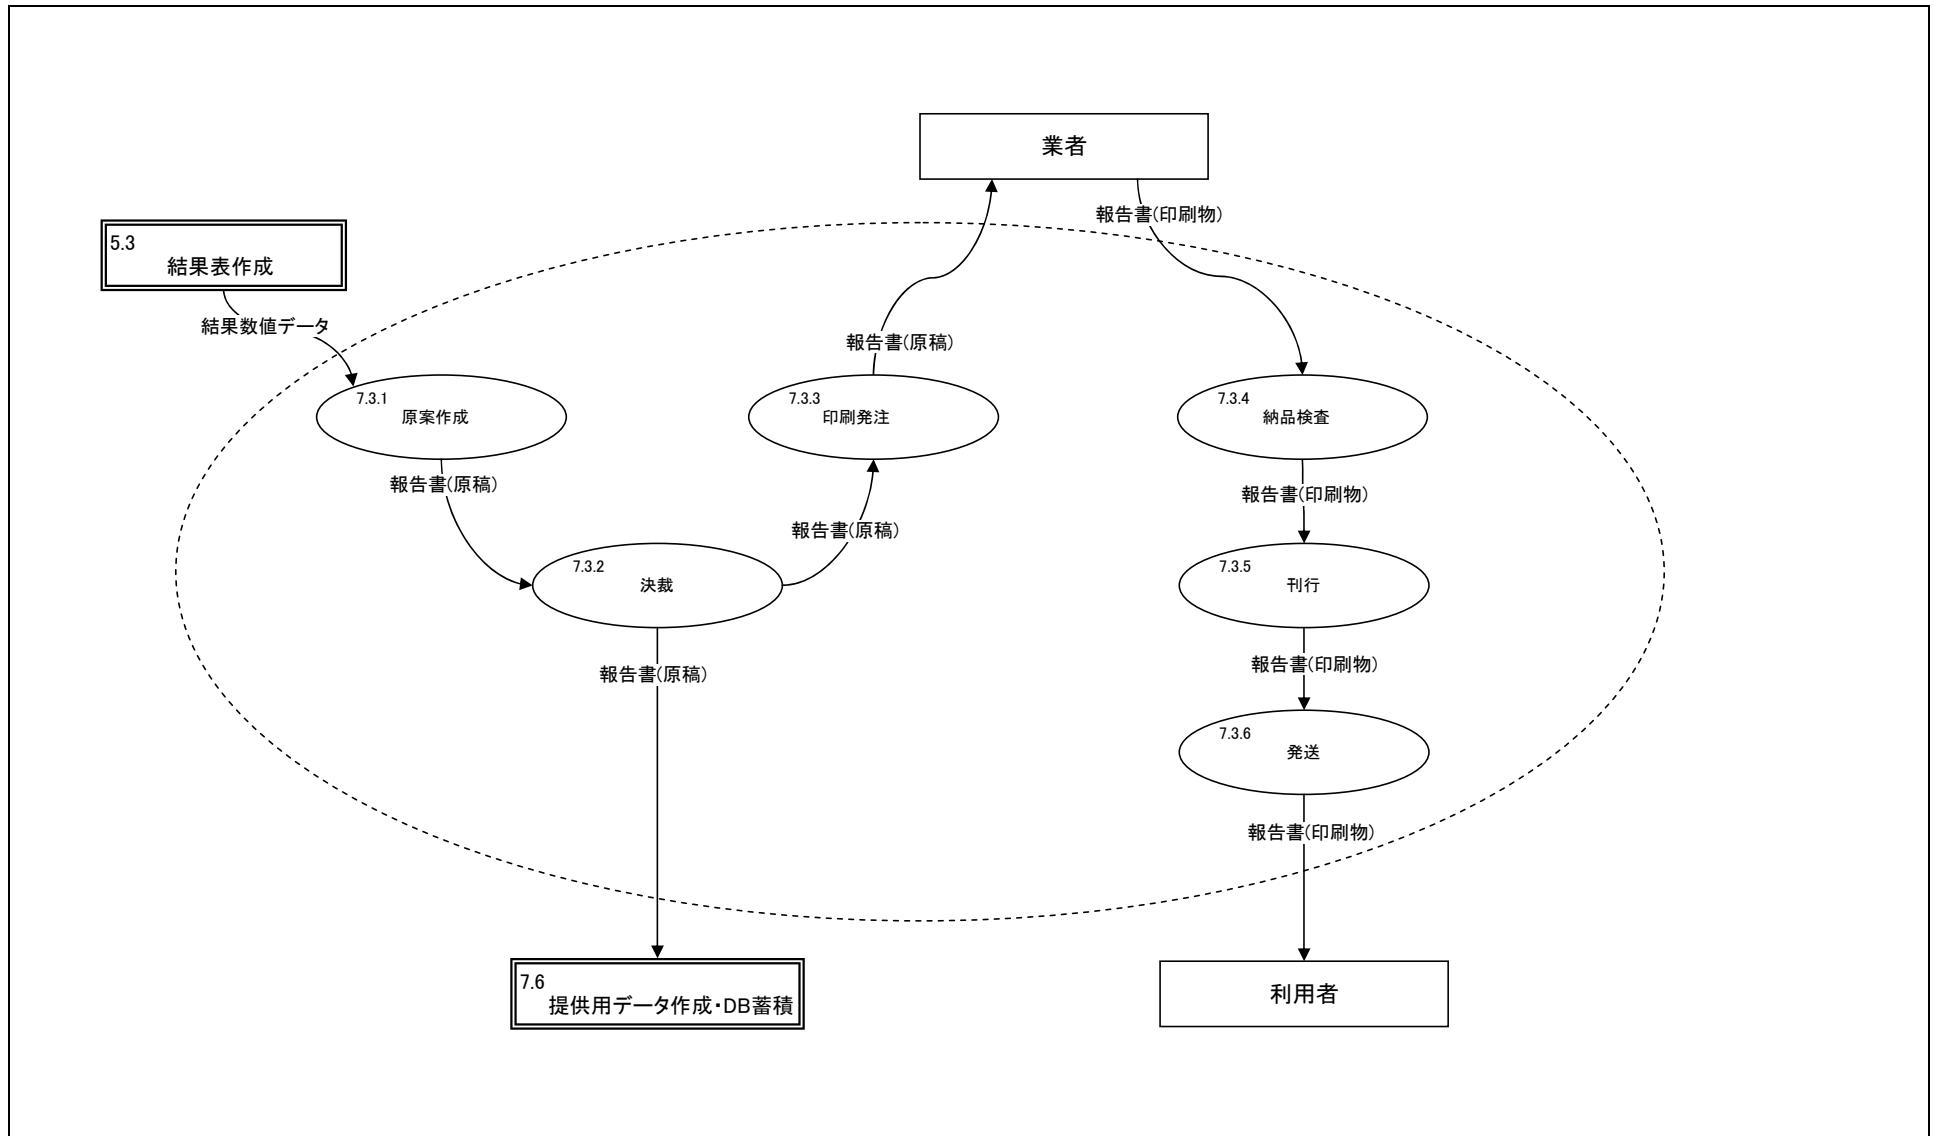 業者
報告書(印刷物)
5.3
結果表作成
結果数値データ
報告書(原稿)
7.3.1
原案作成
7.3.3
印刷発注
7.3.4
納品検査
報告書(原稿)
報告書(印刷物)
報告書(原稿)
7.3.2
決裁
7.3.5
刊行
報告書(原稿)
報告書(印刷物)
7.3.6
発送
報告書(印刷物)
7.6
提供用データ作成・DB蓄積
利用者